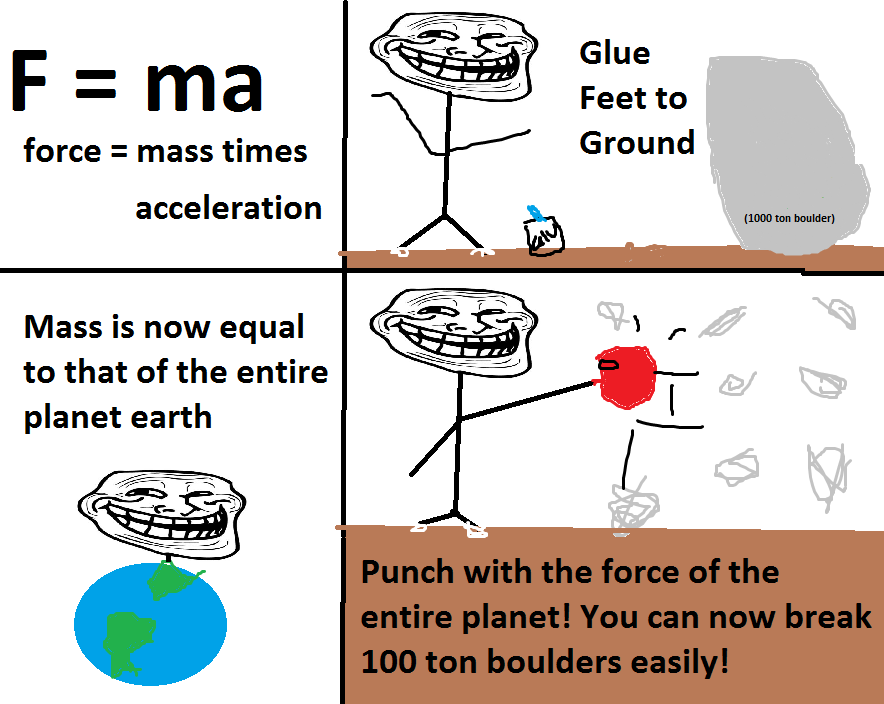 F = ma
force = mass times
acceleration
Glue
Feet to
Ground
(1000 ton boulder)
Mass is now equal
to that of the entire
planet earth
Punch with the force of the
entire planet! You can now break
100 ton boulders easily!